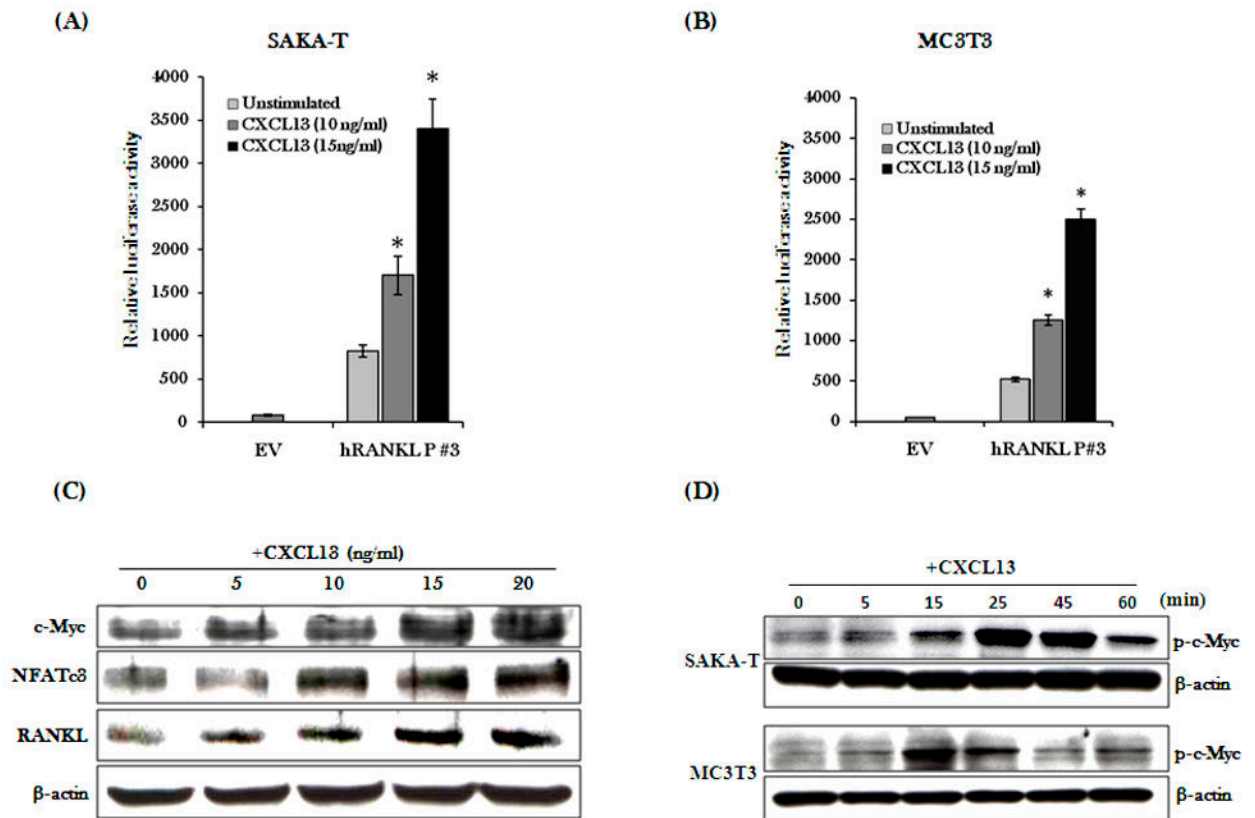 (A)
SAKA-T
Relative luciferase activity
4000
3500
3000
2500
2000
1500
1000
500
0
Unstimulated
CXCL13 (10 ng/ml)
CXCL13 (15ng/ml)
*
*
EV
hRANKL P #3
(B)
MC3T3
Relative luciferase activity
4000
3500
3000
2500
2000
1500
1000
500
0
Unstimulated
CXCL13 (10 ng/ml)
CXCL13 (15 ng/ml)
*
*
EV
hRANKL P#3
(C)
+CXCL13 (ng/ml)
0 5 10 15 20
c-Myc
NFATc3
RANKL
β-actin
(D)
+CXCL13
0 5 15 25 45 60 (min)
SAKA-T
p-c-Myc
β-actin
MC3T3
p-c-Myc
β-actin